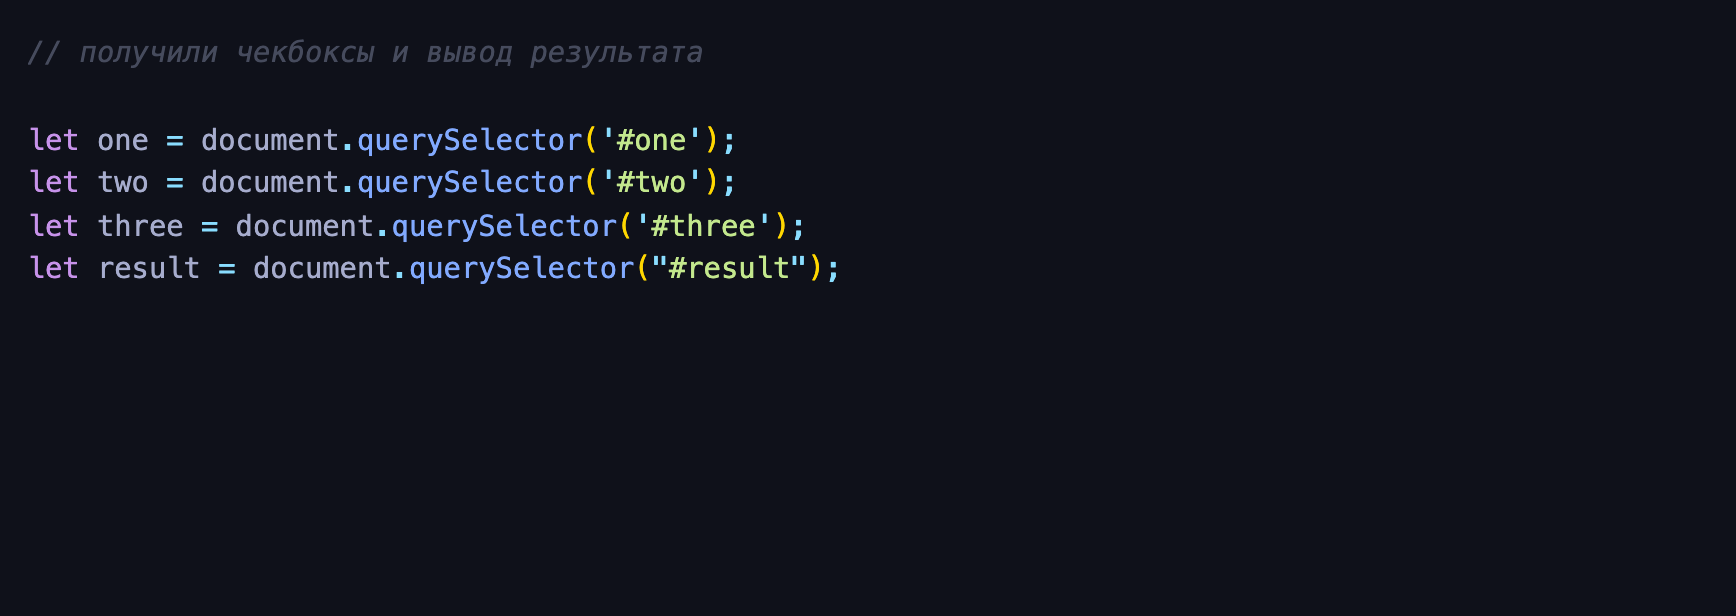 // получили чекбоксы и вывод результата
let one = document.querySelector('#one');
let two = document.querySelector('#two');
let three = document.querySelector('#three');
let result = document.querySelector("#result");